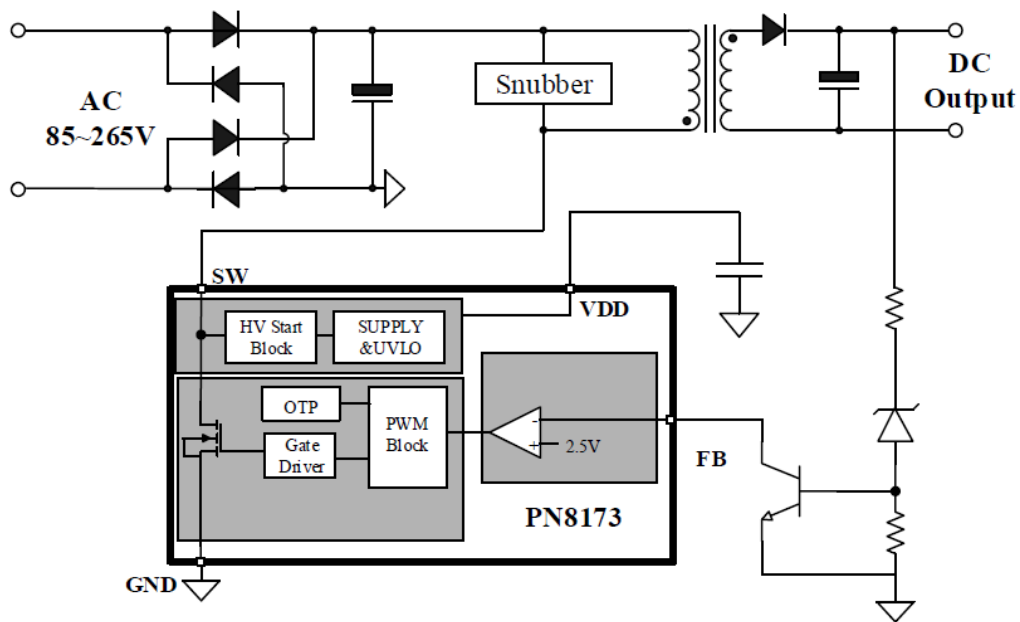 AC
85~265V
Snubber
DC
Output
SW
VDD
HV Start
Block
SUPPLY
&UVLO
OTP
PWM
Block
Gate
Driver
-
+
2.5V
FB
PN8173
GND